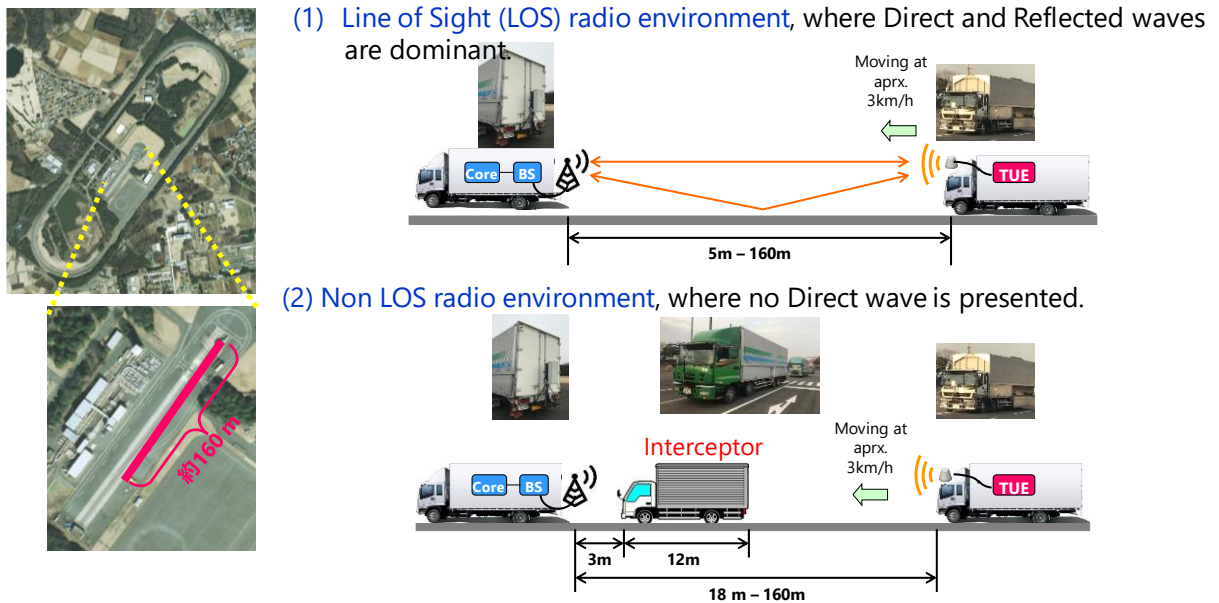 (1) Line of Sight (LOS) radio environment, where Direct and Reflected waves
are dominant.
Moving at
aprx.
3km/h
Core
BS
TUE
5m – 160m
(2) Non LOS radio environment, where no Direct wave is presented.
約160 m
Interceptor
Moving at
aprx.
3km/h
Core
BS
TUE
3m
12m
18 m – 160m